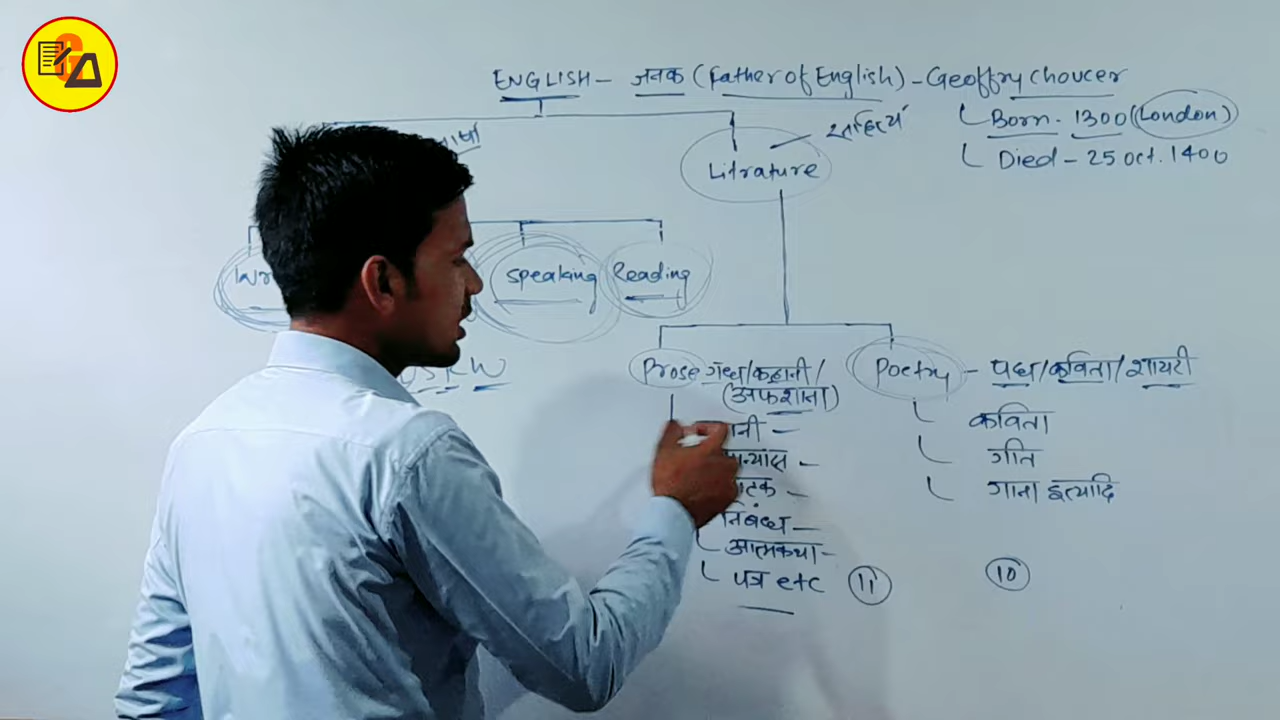 ENGLISH - जनक (Father of English) - Geoffry Choucer
Born - 1300 (London)
Died - 25 Oct. 1400
Litrature
साहित्य
speaking
Reading
Prose गद्य/कहानी/
(अफशाना)
Poetry - पद्य/कविता/शायरी
कविता
गीत
गाना इत्यादि
निबंध -
आत्मकथा -
पत्र etc
11
10